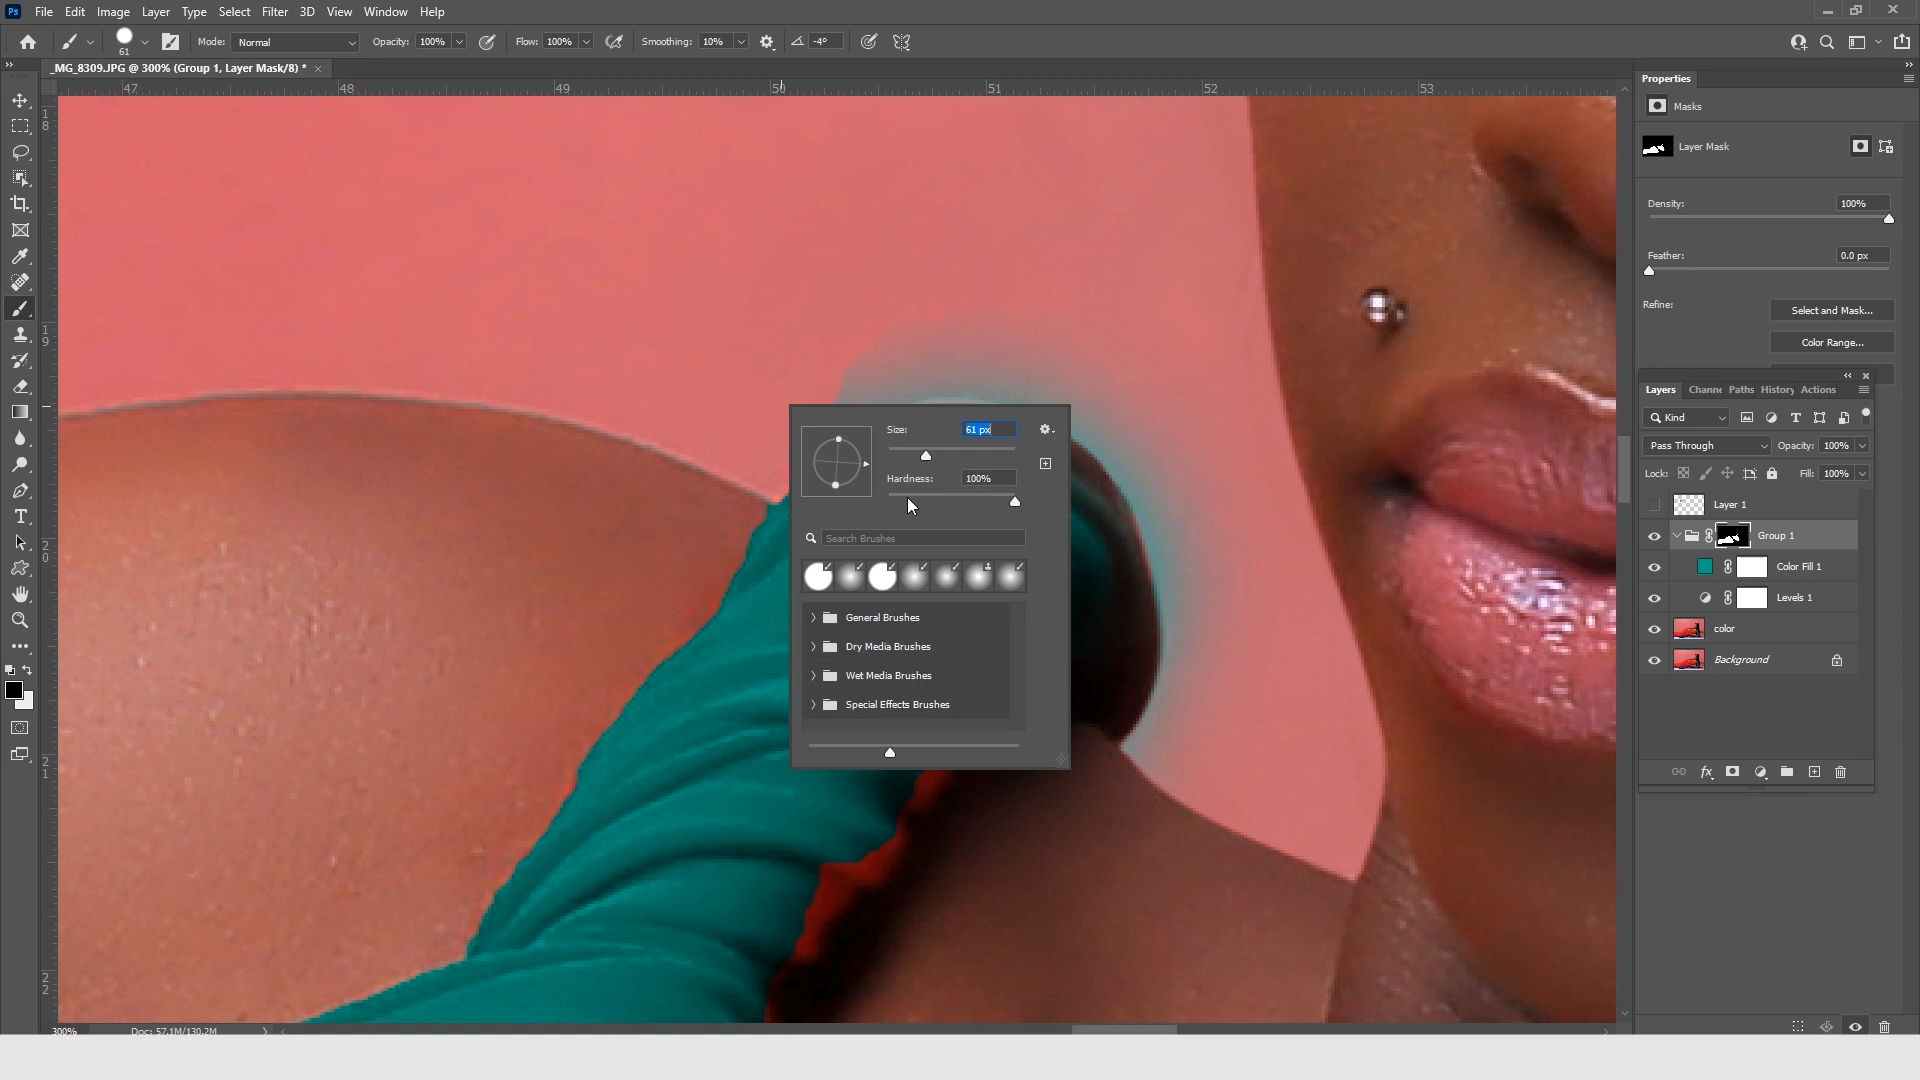 Ps File Edit Image Layer Type Select Filter 3D View Window Help
61 Mode: Normal Opacity: 100% Flow: 100% Smoothing: 10% -4°
_MG_8309.JPG @ 300% (Group 1, Layer Mask/8) * ×
47 48 49 50 51 52 53
18
19
20
21
22
Size: 61 px
Hardness: 100%
Search Brushes
General Brushes
Dry Media Brushes
Wet Media Brushes
Special Effects Brushes
300% Doc: 57.1M/130.2M
Properties
Masks
Layer Mask
Density: 100%
Feather: 0.0 px
Refine: Select and Mask...
Color Range...
Layers Channe Paths History Actions
Kind
Pass Through Opacity: 100%
Lock: Fill: 100%
Layer 1
Group 1
Color Fill 1
Levels 1
color
Background